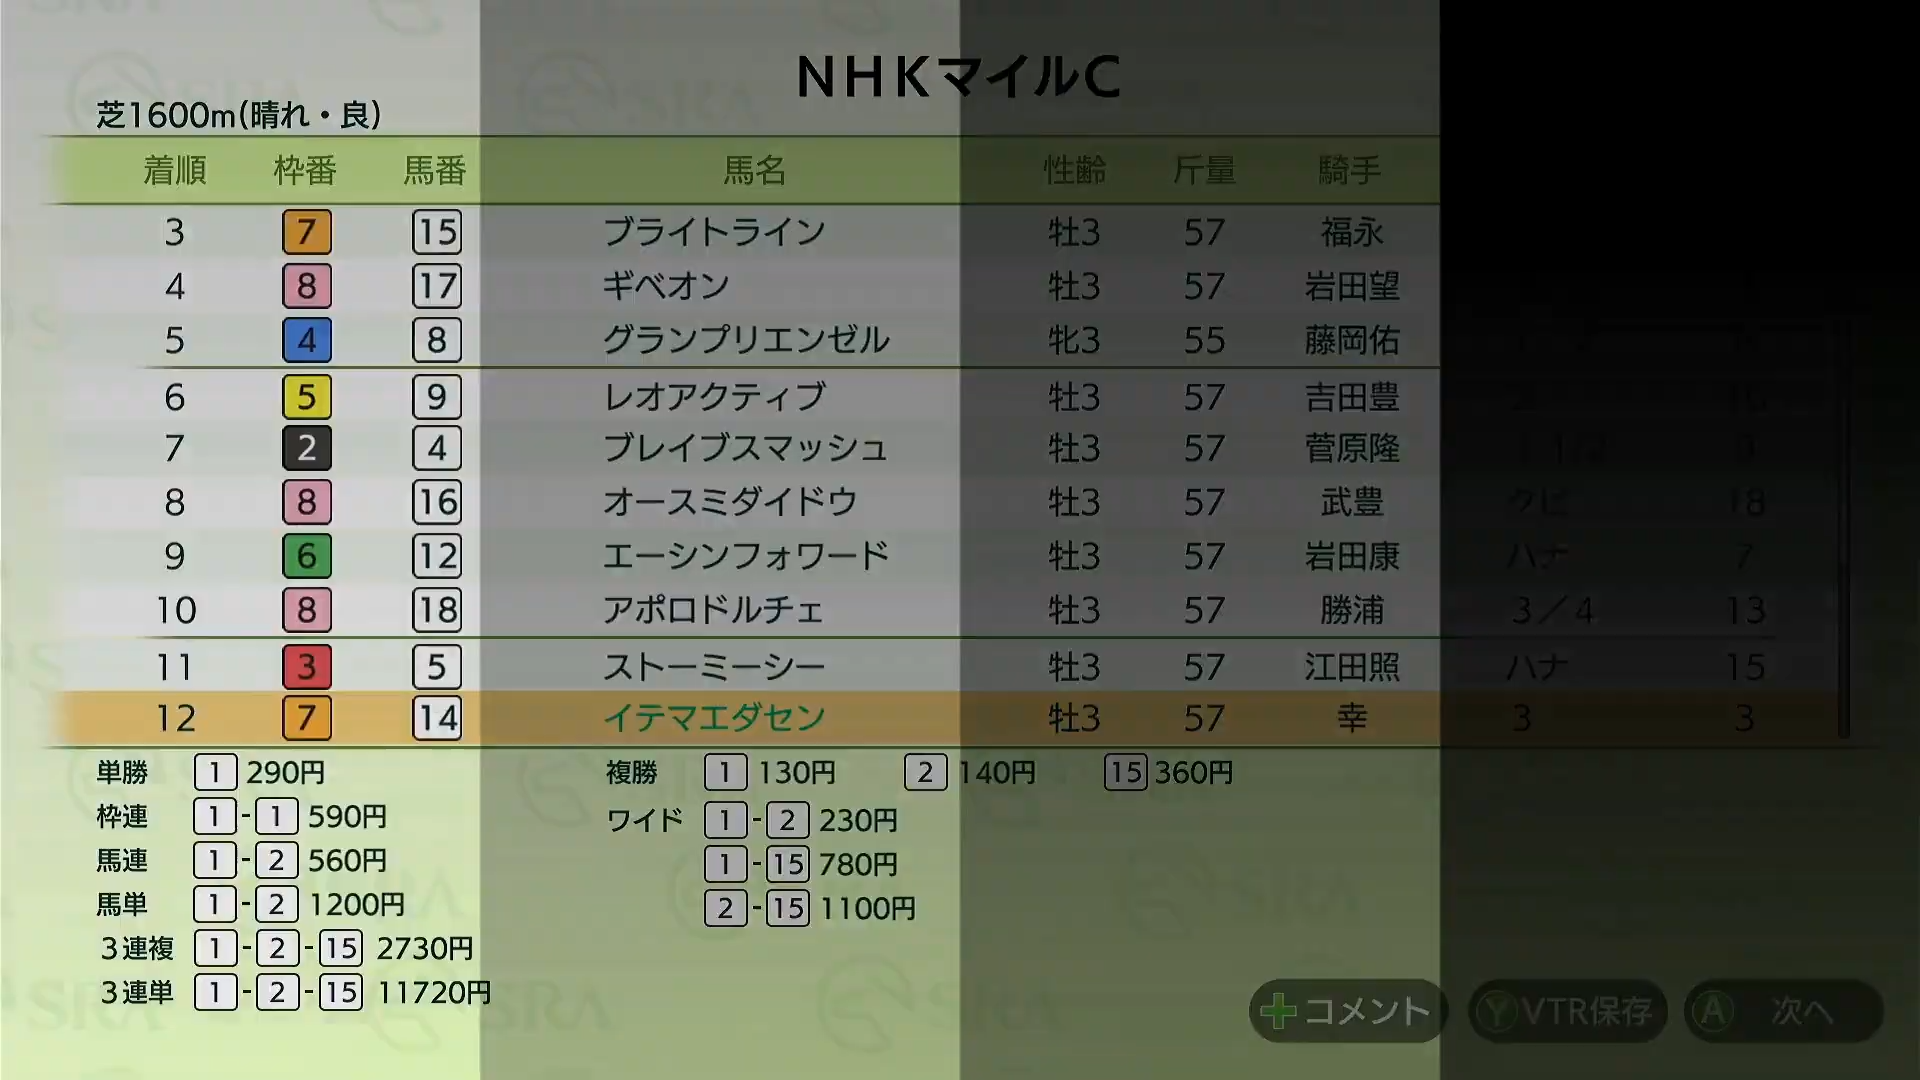 NHKマイルC
芝1600m(晴れ・良)
着順 枠番 馬番 馬名 性齢 斤量 騎手
3 7 15 ブライトライン 牡3 57 福永
4 8 17 ギベオン 牡3 57 岩田望
5 4 8 グランプリエンゼル 牝3 55 藤岡佑
6 5 9 レオアクティブ 牡3 57 吉田豊
7 2 4 ブレイブスマッシュ 牡3 57 菅原隆 1 1/2
8 8 16 オースミダイドウ 牡3 57 武豊 クビ 18
9 6 12 エーシンフォワード 牡3 57 岩田康 ハナ 7
10 8 18 アポロドルチェ 牡3 57 勝浦 3/4 13
11 3 5 ストーミーシー 牡3 57 江田照 ハナ 15
12 7 14 イテマエダセン 牡3 57 幸 3 3
単勝 1 290円 複勝 1 130円 2 140円 15 360円
枠連 1-1 590円 ワイド 1-2 230円
馬連 1-2 560円 1-15 780円
馬単 1-2 1200円 2-15 1100円
3連複 1-2-15 2730円
3連単 1-2-15 11720円
コメント Y VTR保存 A 次へ